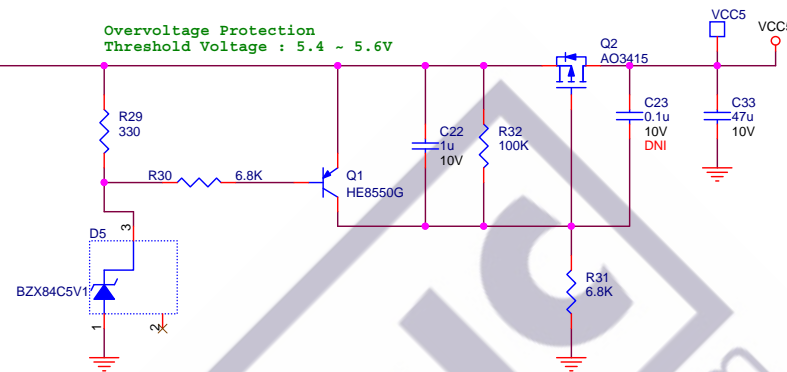 Overvoltage Protection
Threshold Voltage : 5.4 ~ 5.6V
VCC5
Q2
AO3415
R29
330
C22
1u
10V
R32
100K
C23
0.1u
10V
DNI
C33
47u
10V
R30
6.8K
Q1
HE8550G
D5
3
BZX84C5V1
1
2
R31
6.8K